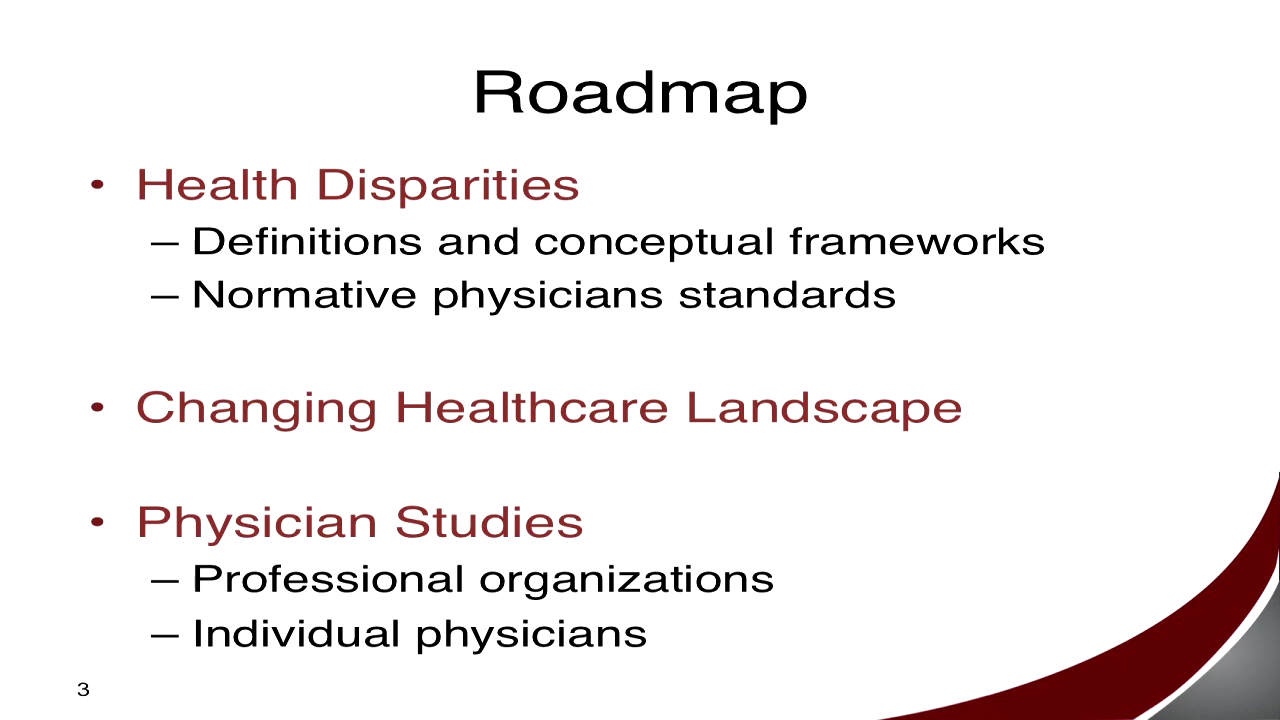 Roadmap
• Health Disparities
– Definitions and conceptual frameworks
– Normative physicians standards
• Changing Healthcare Landscape
• Physician Studies
– Professional organizations
– Individual physicians
3